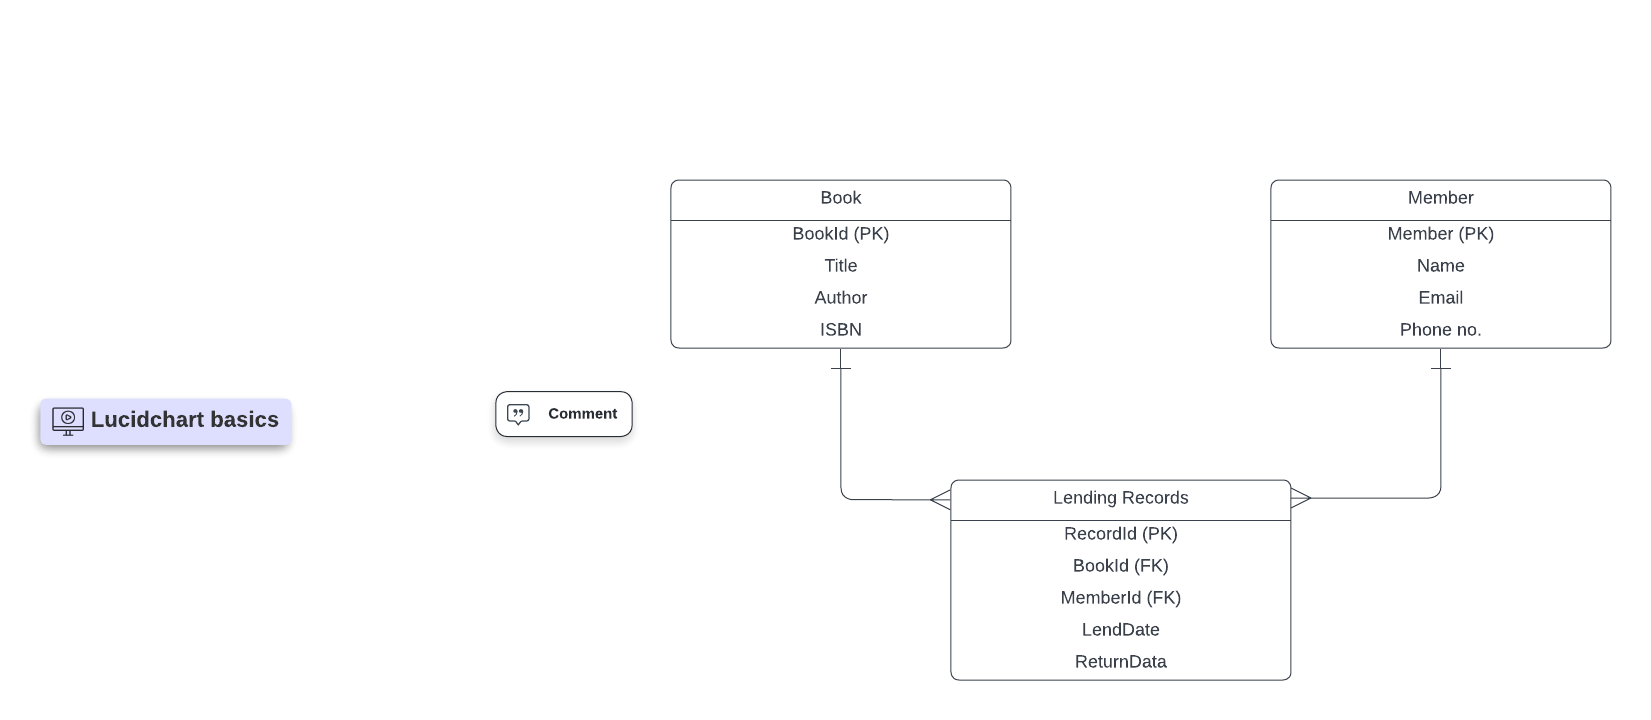 Lucidchart basics
Comment
Book
BookId (PK)
Title
Author
ISBN
Member
Member (PK)
Name
Email
Phone no.
Lending Records
RecordId (PK)
BookId (FK)
MemberId (FK)
LendDate
ReturnData